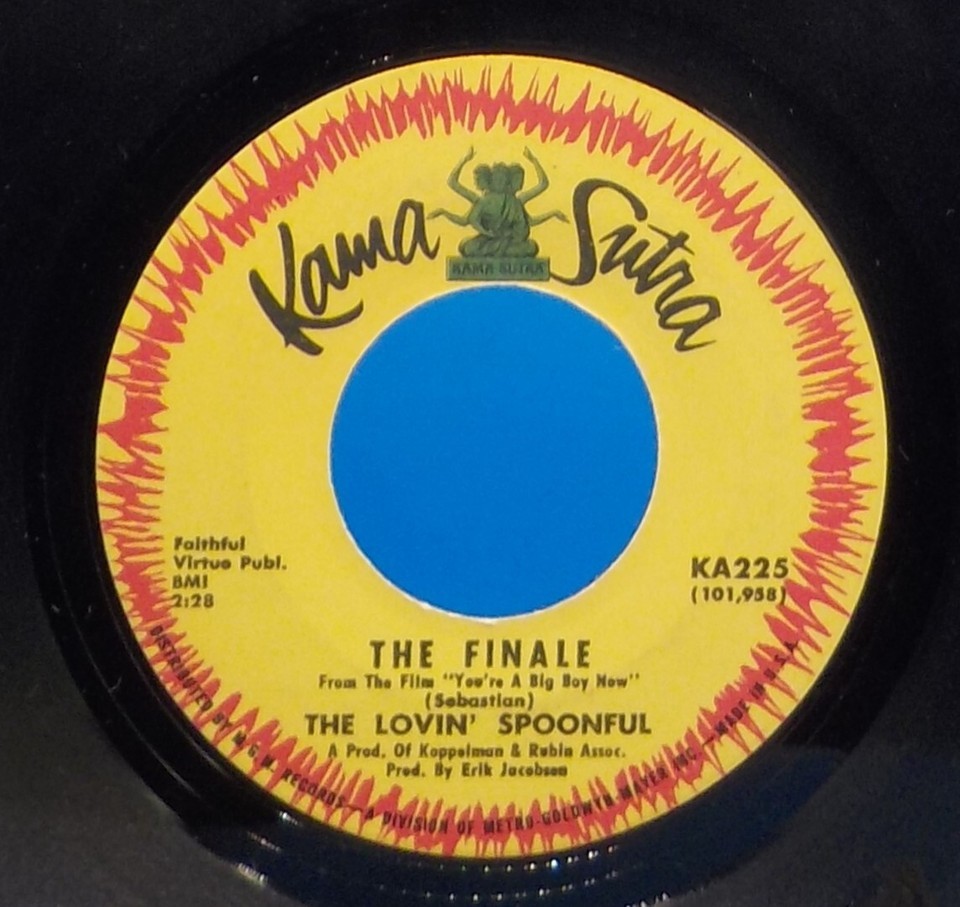 Kama Sutra
KAMA SUTRA
Faithful
Virtue Publ.
BMI
2:28
KA225
(101,958)
THE FINALE
From The Film "You're A Big Boy Now"
(Sebastian)
THE LOVIN' SPOONFUL
A Prod. Of Koppelman & Rubin Assoc.
Prod. By Erik Jacobsen
DISTRIBUTED BY M.G.M. RECORDS—A DIVISION OF METRO-GOLDWYN-MAYER INC.—MADE IN U.S.A.